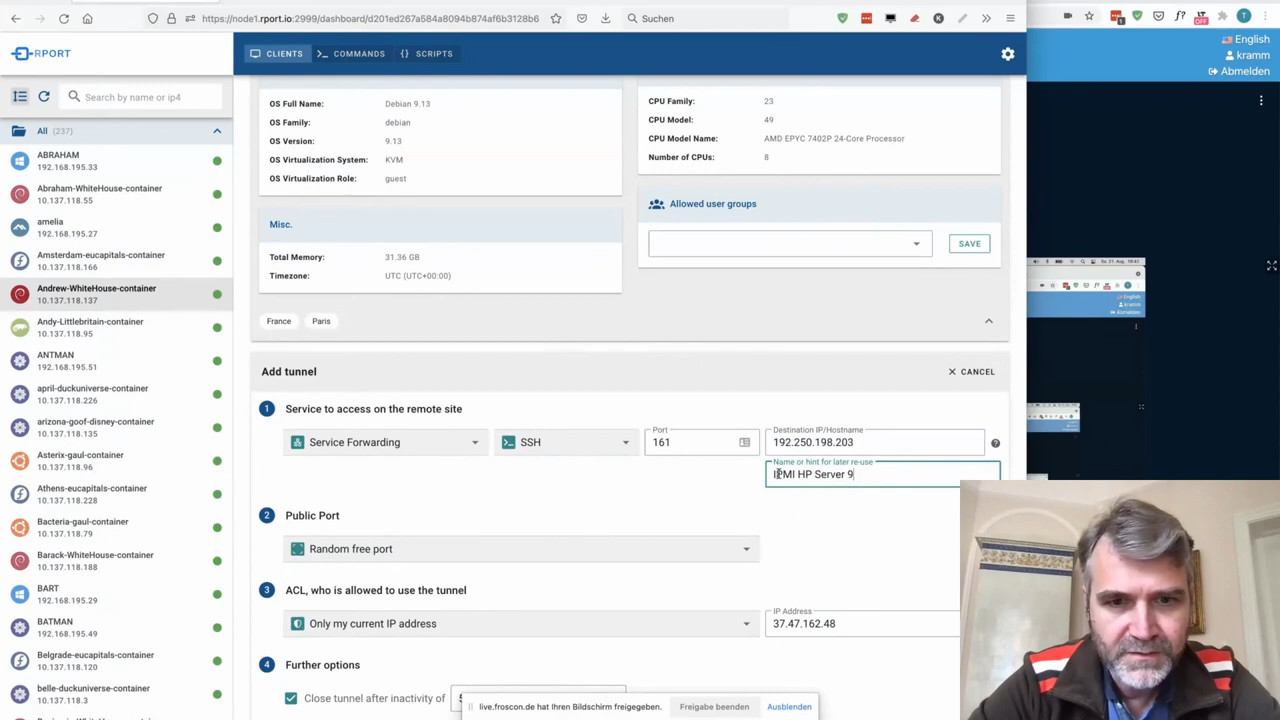 https://node1.rport.io:2999/dashboard/d201ed267a584a8094b874af6b3128b6
Suchen
English
kramm
Abmelden
RPORT
CLIENTS
COMMANDS
{} SCRIPTS
Search by name or ip4
All (237)
ABRAHAM
192.168.195.33
Abraham-WhiteHouse-container
10.137.118.55
amelia
192.168.195.27
Amsterdam-eucapitals-container
10.137.118.166
Andrew-WhiteHouse-container
10.137.118.137
Andy-Littlebritain-container
10.137.118.95
ANTMAN
192.168.195.51
april-duckuniverse-container
10.137.118.226
arizona-goof-disney-container
10.137.118.135
Asterix-gaul-container
10.137.118.96
Athens-eucapitals-container
10.137.118.226
Bacteria-gaul-container
10.137.118.79
Barack-WhiteHouse-container
10.137.118.188
BART
192.168.195.29
BATMAN
192.168.195.49
Belgrade-eucapitals-container
10.137.118.120
belle-duckuniverse-container
10.137.118.3
OS Full Name: Debian 9.13
OS Family: debian
OS Version: 9.13
OS Virtualization System: KVM
OS Virtualization Role: guest
CPU Family: 23
CPU Model: 49
CPU Model Name: AMD EPYC 7402P 24-Core Processor
Number of CPUs: 8
Misc.
Total Memory: 31.36 GB
Timezone: UTC (UTC+00:00)
Allowed user groups
SAVE
France Paris
Add tunnel
CANCEL
1 Service to access on the remote site
Service Forwarding
SSH
Port
161
Destination IP/Hostname
192.250.198.203
Name or hint for later re-use
IPMI HP Server 9
2 Public Port
Random free port
3 ACL, who is allowed to use the tunnel
Only my current IP address
IP Address
37.47.162.48
4 Further options
Close tunnel after inactivity of
live.froscon.de hat Ihren Bildschirm freigegeben.
Freigabe beenden
Ausblenden